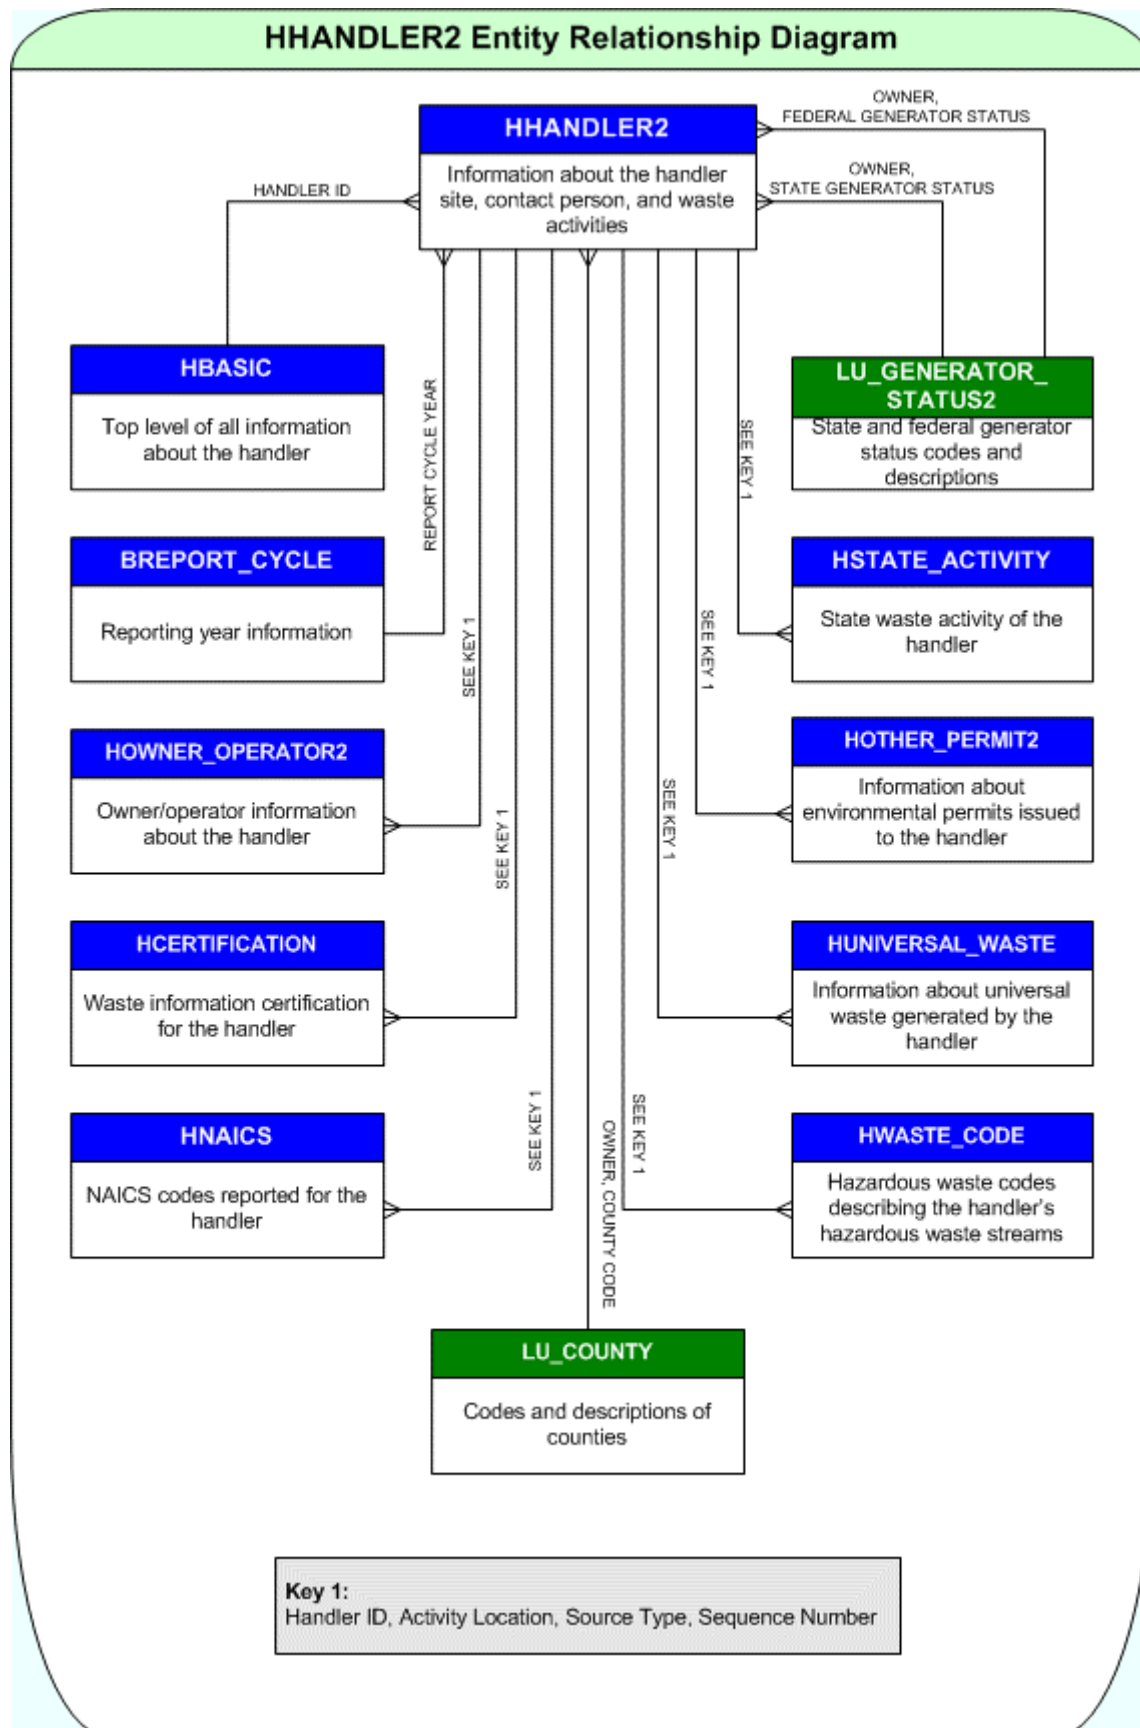 HHANDLER2 Entity Relationship Diagram
OWNER,
FEDERAL GENERATOR STATUS
HHANDLER2
OWNER,
STATE GENERATOR STATUS
Information about the handler
site, contact person, and waste
activities
HANDLER ID
HBASIC
Top level of all information
about the handler
LU_GENERATOR_
STATUS2
State and federal generator
status codes and
descriptions
REPORT CYCLE YEAR
SEE KEY 1
BREPORT_CYCLE
Reporting year information
HSTATE_ACTIVITY
State waste activity of the
handler
SEE KEY 1
SEE KEY 1
HOWNER_OPERATOR2
Owner/operator information
about the handler
HOTHER_PERMIT2
Information about
environmental permits issued
to the handler
SEE KEY 1
SEE KEY 1
HCERTIFICATION
Waste information certification
for the handler
HUNIVERSAL_WASTE
Information about universal
waste generated by the
handler
SEE KEY 1
OWNER, COUNTY CODE
SEE KEY 1
HNAICS
NAICS codes reported for the
handler
HWASTE_CODE
Hazardous waste codes
describing the handler's
hazardous waste streams
LU_COUNTY
Codes and descriptions of
counties
Key 1:
Handler ID, Activity Location, Source Type, Sequence Number